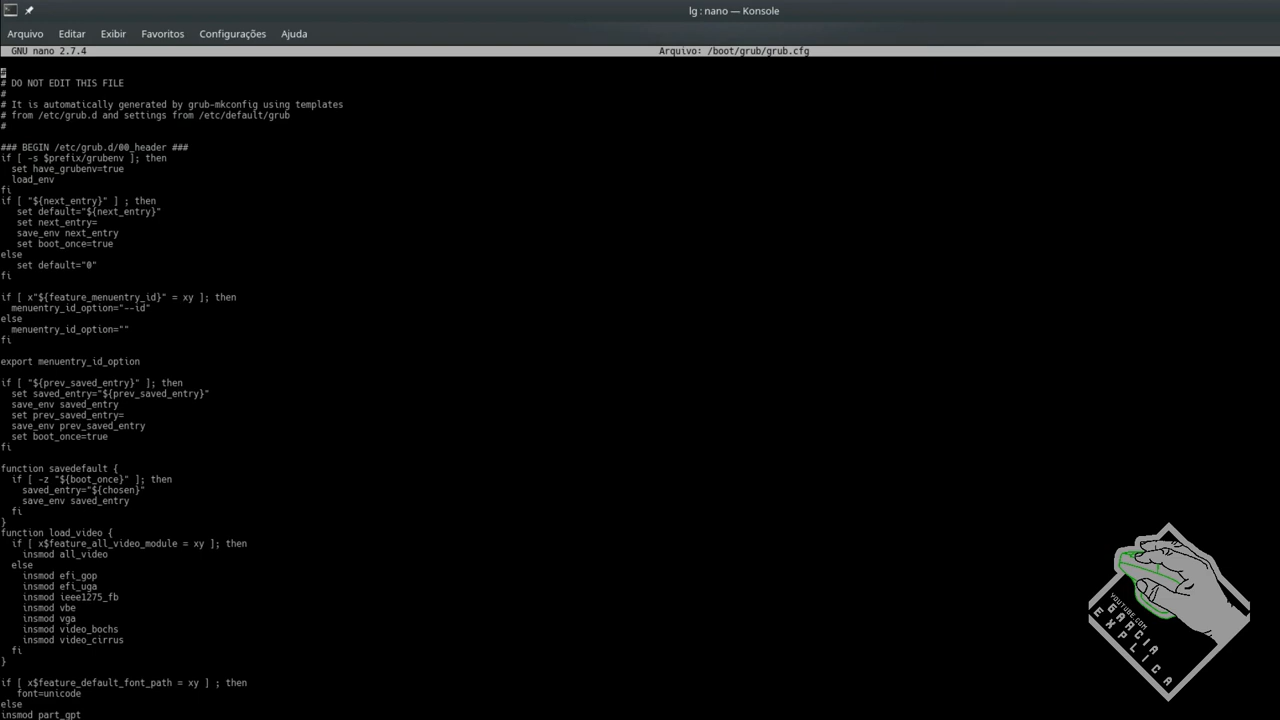 lg : nano — Konsole
Arquivo Editar Exibir Favoritos Configurações Ajuda
GNU nano 2.7.4 Arquivo: /boot/grub/grub.cfg
#
# DO NOT EDIT THIS FILE
#
# It is automatically generated by grub-mkconfig using templates
# from /etc/grub.d and settings from /etc/default/grub
#
### BEGIN /etc/grub.d/00_header ###
if [ -s $prefix/grubenv ]; then
  set have_grubenv=true
  load_env
fi
if [ "${next_entry}" ] ; then
   set default="${next_entry}"
   set next_entry=
   save_env next_entry
   set boot_once=true
else
   set default="0"
fi
if [ x"${feature_menuentry_id}" = xy ]; then
  menuentry_id_option="--id"
else
  menuentry_id_option=""
fi
export menuentry_id_option
if [ "${prev_saved_entry}" ]; then
  set saved_entry="${prev_saved_entry}"
  save_env saved_entry
  set prev_saved_entry=
  save_env prev_saved_entry
  set boot_once=true
fi
function savedefault {
  if [ -z "${boot_once}" ]; then
    saved_entry="${chosen}"
    save_env saved_entry
  fi
}
function load_video {
  if [ x$feature_all_video_module = xy ]; then
    insmod all_video
  else
    insmod efi_gop
    insmod efi_uga
    insmod ieee1275_fb
    insmod vbe
    insmod vga
    insmod video_bochs
    insmod video_cirrus
  fi
}
if [ x$feature_default_font_path = xy ] ; then
   font=unicode
else
insmod part_gpt
YOUTUBE.COM
GARCIA
EXPLICA